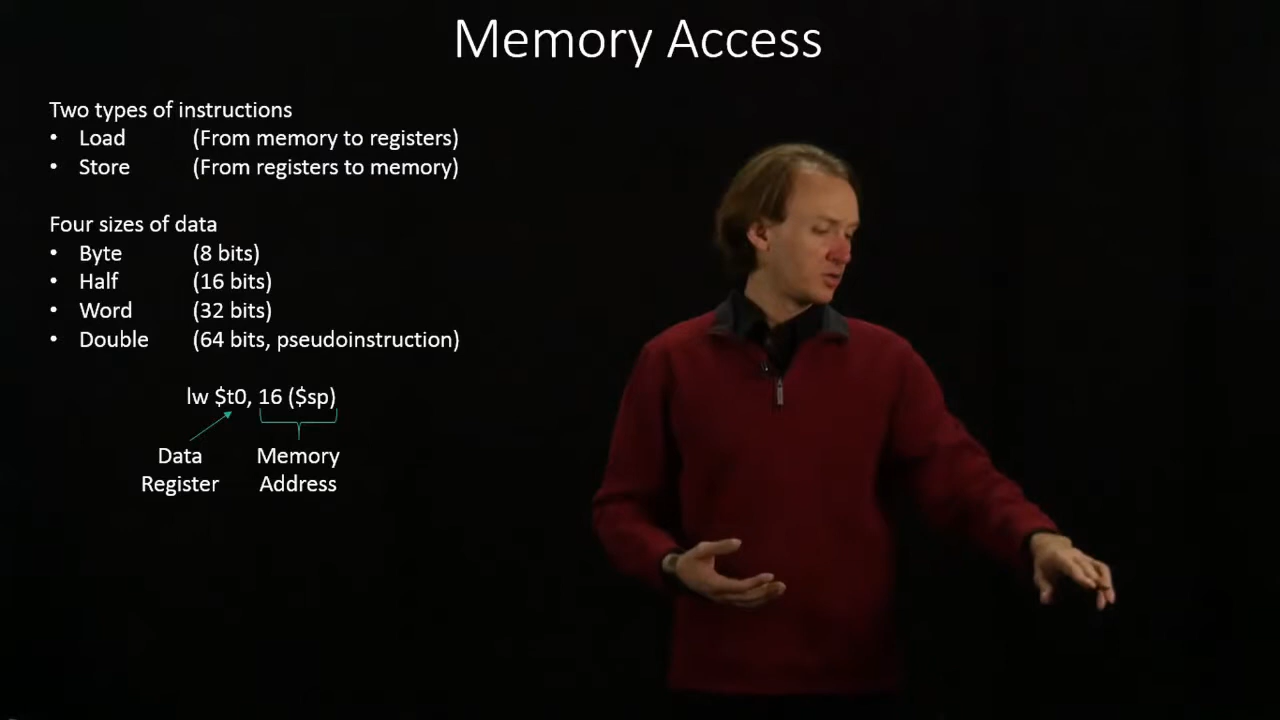 Memory Access
Two types of instructions
• Load (From memory to registers)
• Store (From registers to memory)
Four sizes of data
• Byte (8 bits)
• Half (16 bits)
• Word (32 bits)
• Double (64 bits, pseudoinstruction)
lw $t0, 16 ($sp)
Data
Register
Memory
Address